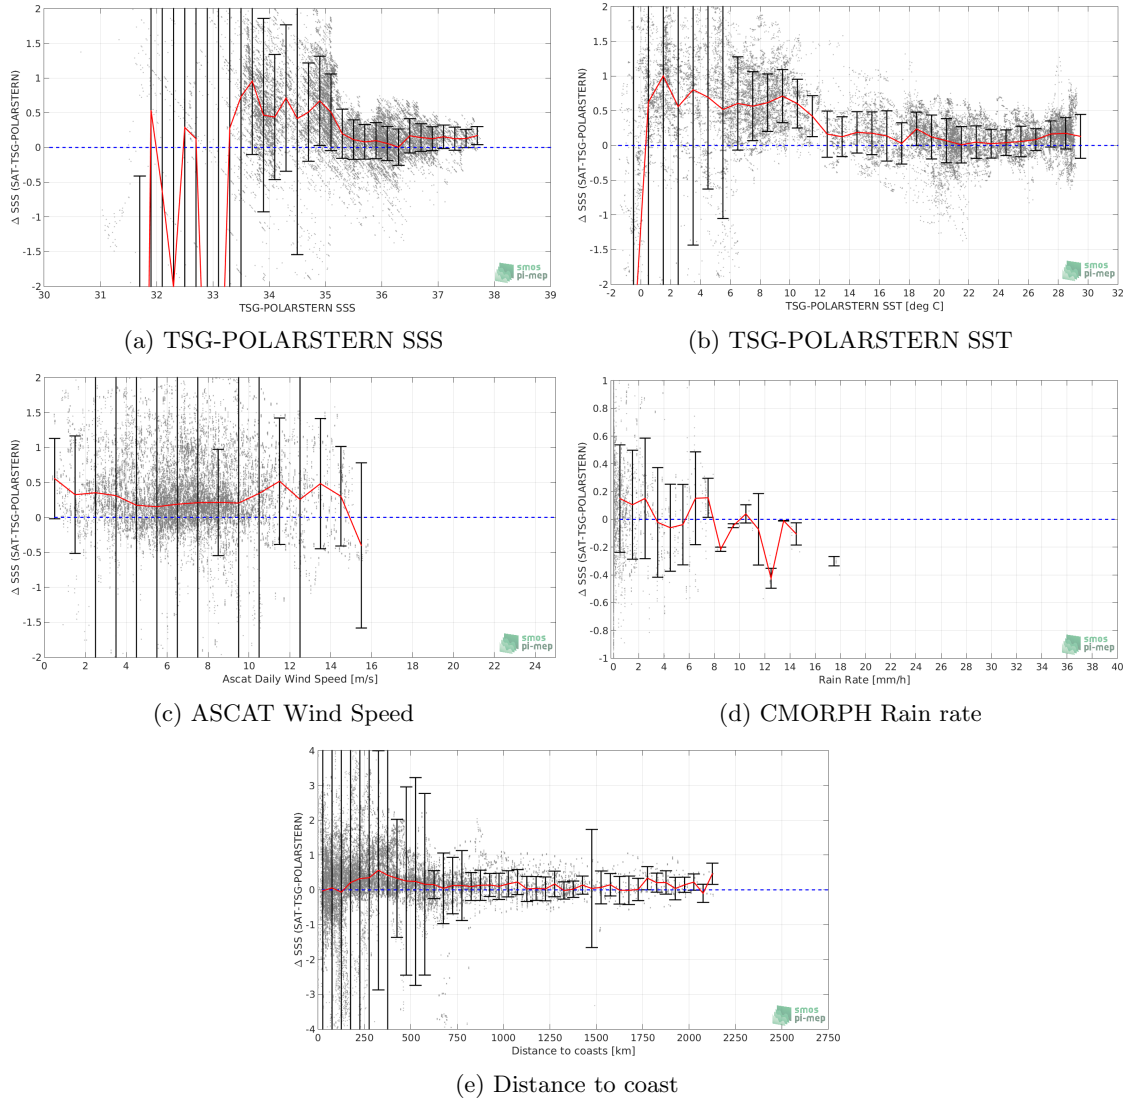 Δ SSS (SAT-TSG-POLARSTERN)
2
1.5
1
0.5
0
-0.5
-1
-1.5
-2
30 31 32 33 34 35 36 37 38 39
TSG-POLARSTERN SSS
smos
pi-mep
(a) TSG-POLARSTERN SSS
Δ SSS (SAT-TSG-POLARSTERN)
2
1.5
1
0.5
0
-0.5
-1
-1.5
-2
-2 0 2 4 6 8 10 12 14 16 18 20 22 24 26 28 30 32
TSG-POLARSTERN SST [deg C]
smos
pi-mep
(b) TSG-POLARSTERN SST
Δ SSS (SAT-TSG-POLARSTERN)
2
1.5
1
0.5
0
-0.5
-1
-1.5
-2
0 2 4 6 8 10 12 14 16 18 20 22 24
Ascat Daily Wind Speed [m/s]
smos
pi-mep
(c) ASCAT Wind Speed
Δ SSS (SAT-TSG-POLARSTERN)
1
0.8
0.6
0.4
0.2
0
-0.2
-0.4
-0.6
-0.8
-1
0 2 4 6 8 10 12 14 16 18 20 22 24 26 28 30 32 34 36 38 40
Rain Rate [mm/h]
smos
pi-mep
(d) CMORPH Rain rate
Δ SSS (SAT-TSG-POLARSTERN)
4
3
2
1
0
-1
-2
-3
-4
0 250 500 750 1000 1250 1500 1750 2000 2250 2500 2750
Distance to coasts [km]
smos
pi-mep
(e) Distance to coast